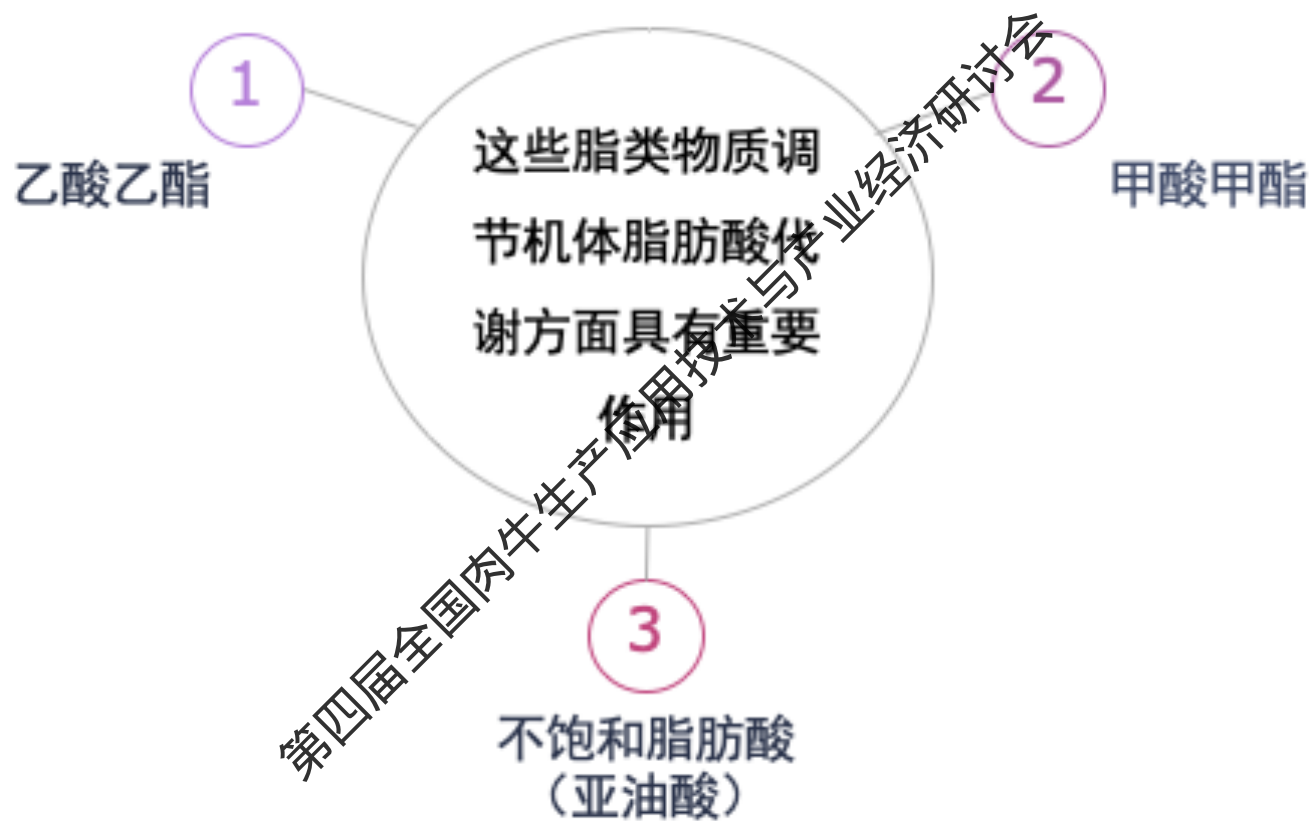 1
乙酸乙酯
2
甲酸甲酯
这些脂类物质调
节机体脂肪酸代
谢方面具有重要
作用
3
不饱和脂肪酸
（亚油酸）
第四届全国肉牛生产应用技术与产业经济研讨会